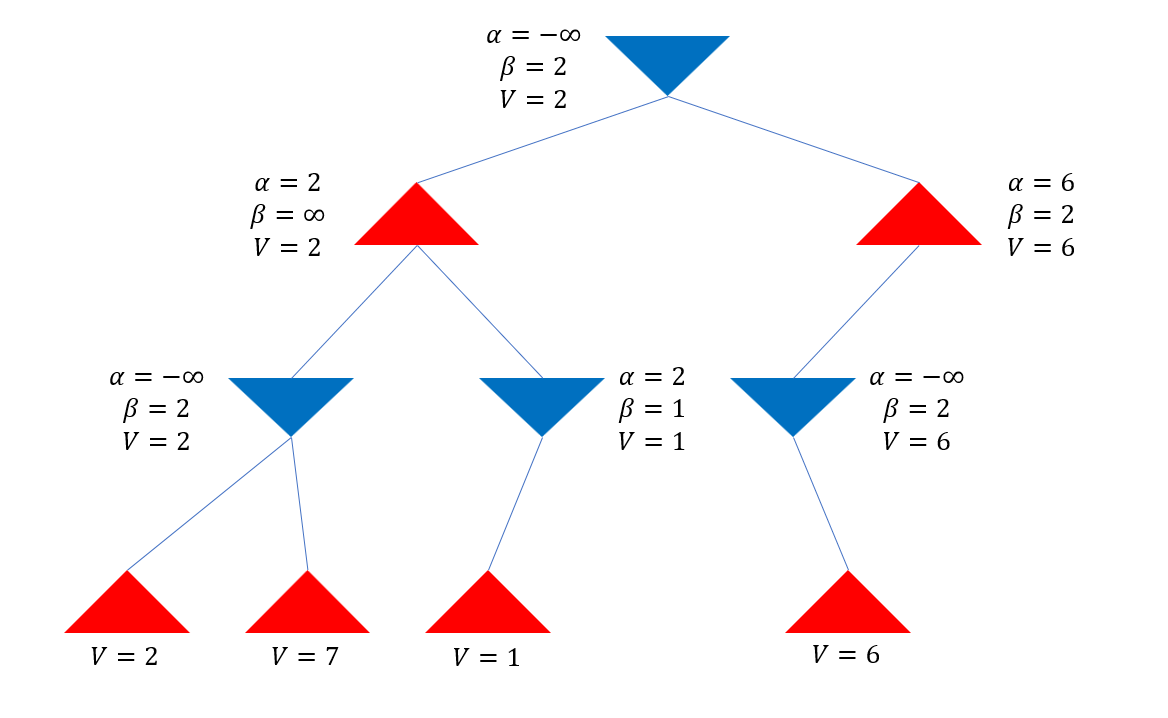 α = −∞
β = 2
V = 2
α = 2
β = ∞
V = 2
α = 6
β = 2
V = 6
α = −∞
β = 2
V = 2
α = 2
β = 1
V = 1
α = −∞
β = 2
V = 6
V = 2
V = 7
V = 1
V = 6